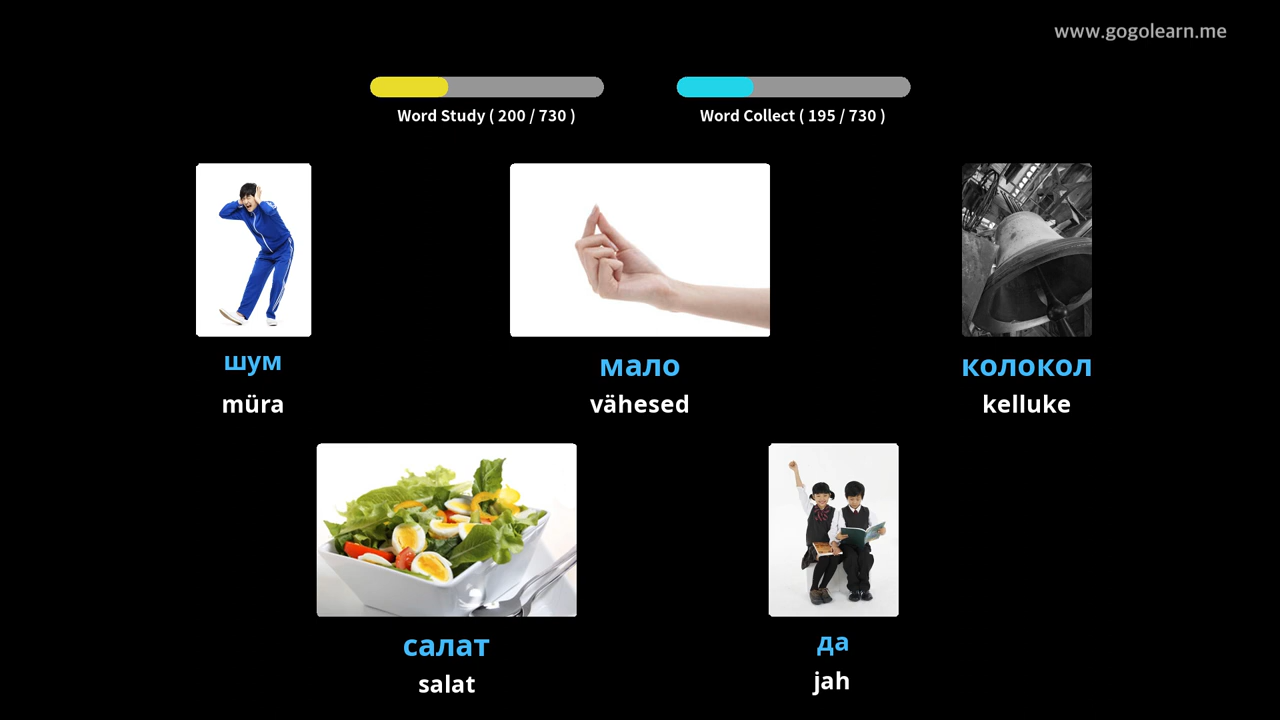 www.gogolearn.me
Word Study ( 200 / 730 )
Word Collect ( 195 / 730 )
шум
мало
колокол
müra
vähesed
kelluke
салат
да
salat
jah